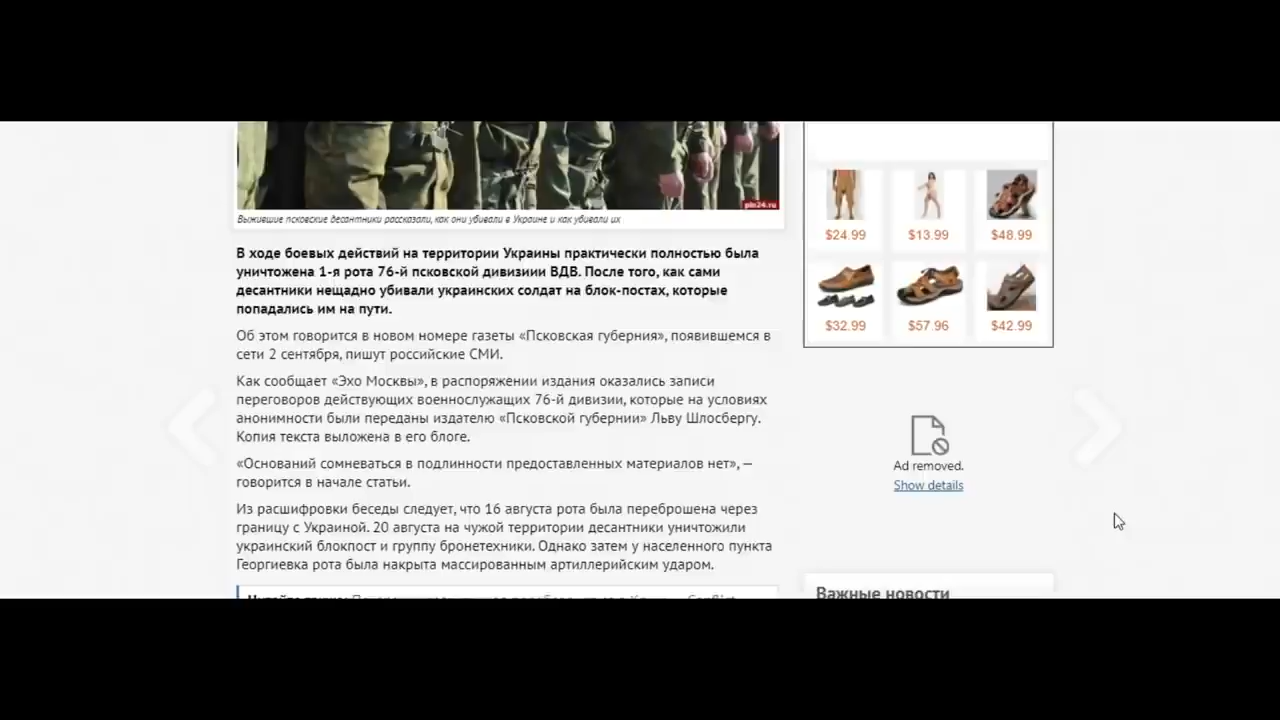 pln24.ru
Выжившие псковские десантники рассказали, как они убивали в Украине и как убивали их
В ходе боевых действий на территории Украины практически полностью была
уничтожена 1-я рота 76-й псковской дивизиии ВДВ. После того, как сами
десантники нещадно убивали украинских солдат на блок-постах, которые
попадались им на пути.
Об этом говорится в новом номере газеты «Псковская губерния», появившемся в
сети 2 сентября, пишут российские СМИ.
Как сообщает «Эхо Москвы», в распоряжении издания оказались записи
переговоров действующих военнослужащих 76-й дивизии, которые на условиях
анонимности были переданы издателю «Псковской губернии» Льву Шлосбергу.
Копия текста выложена в его блоге.
«Оснований сомневаться в подлинности предоставленных материалов нет», —
говорится в начале статьи.
Из расшифровки беседы следует, что 16 августа рота была переброшена через
границу с Украиной. 20 августа на чужой территории десантники уничтожили
украинский блокпост и группу бронетехники. Однако затем у населенного пункта
Георгиевка рота была накрыта массированным артиллерийским ударом.
$24.99 $13.99 $48.99
$32.99 $57.96 $42.99
Ad removed.
Show details
Важные новости